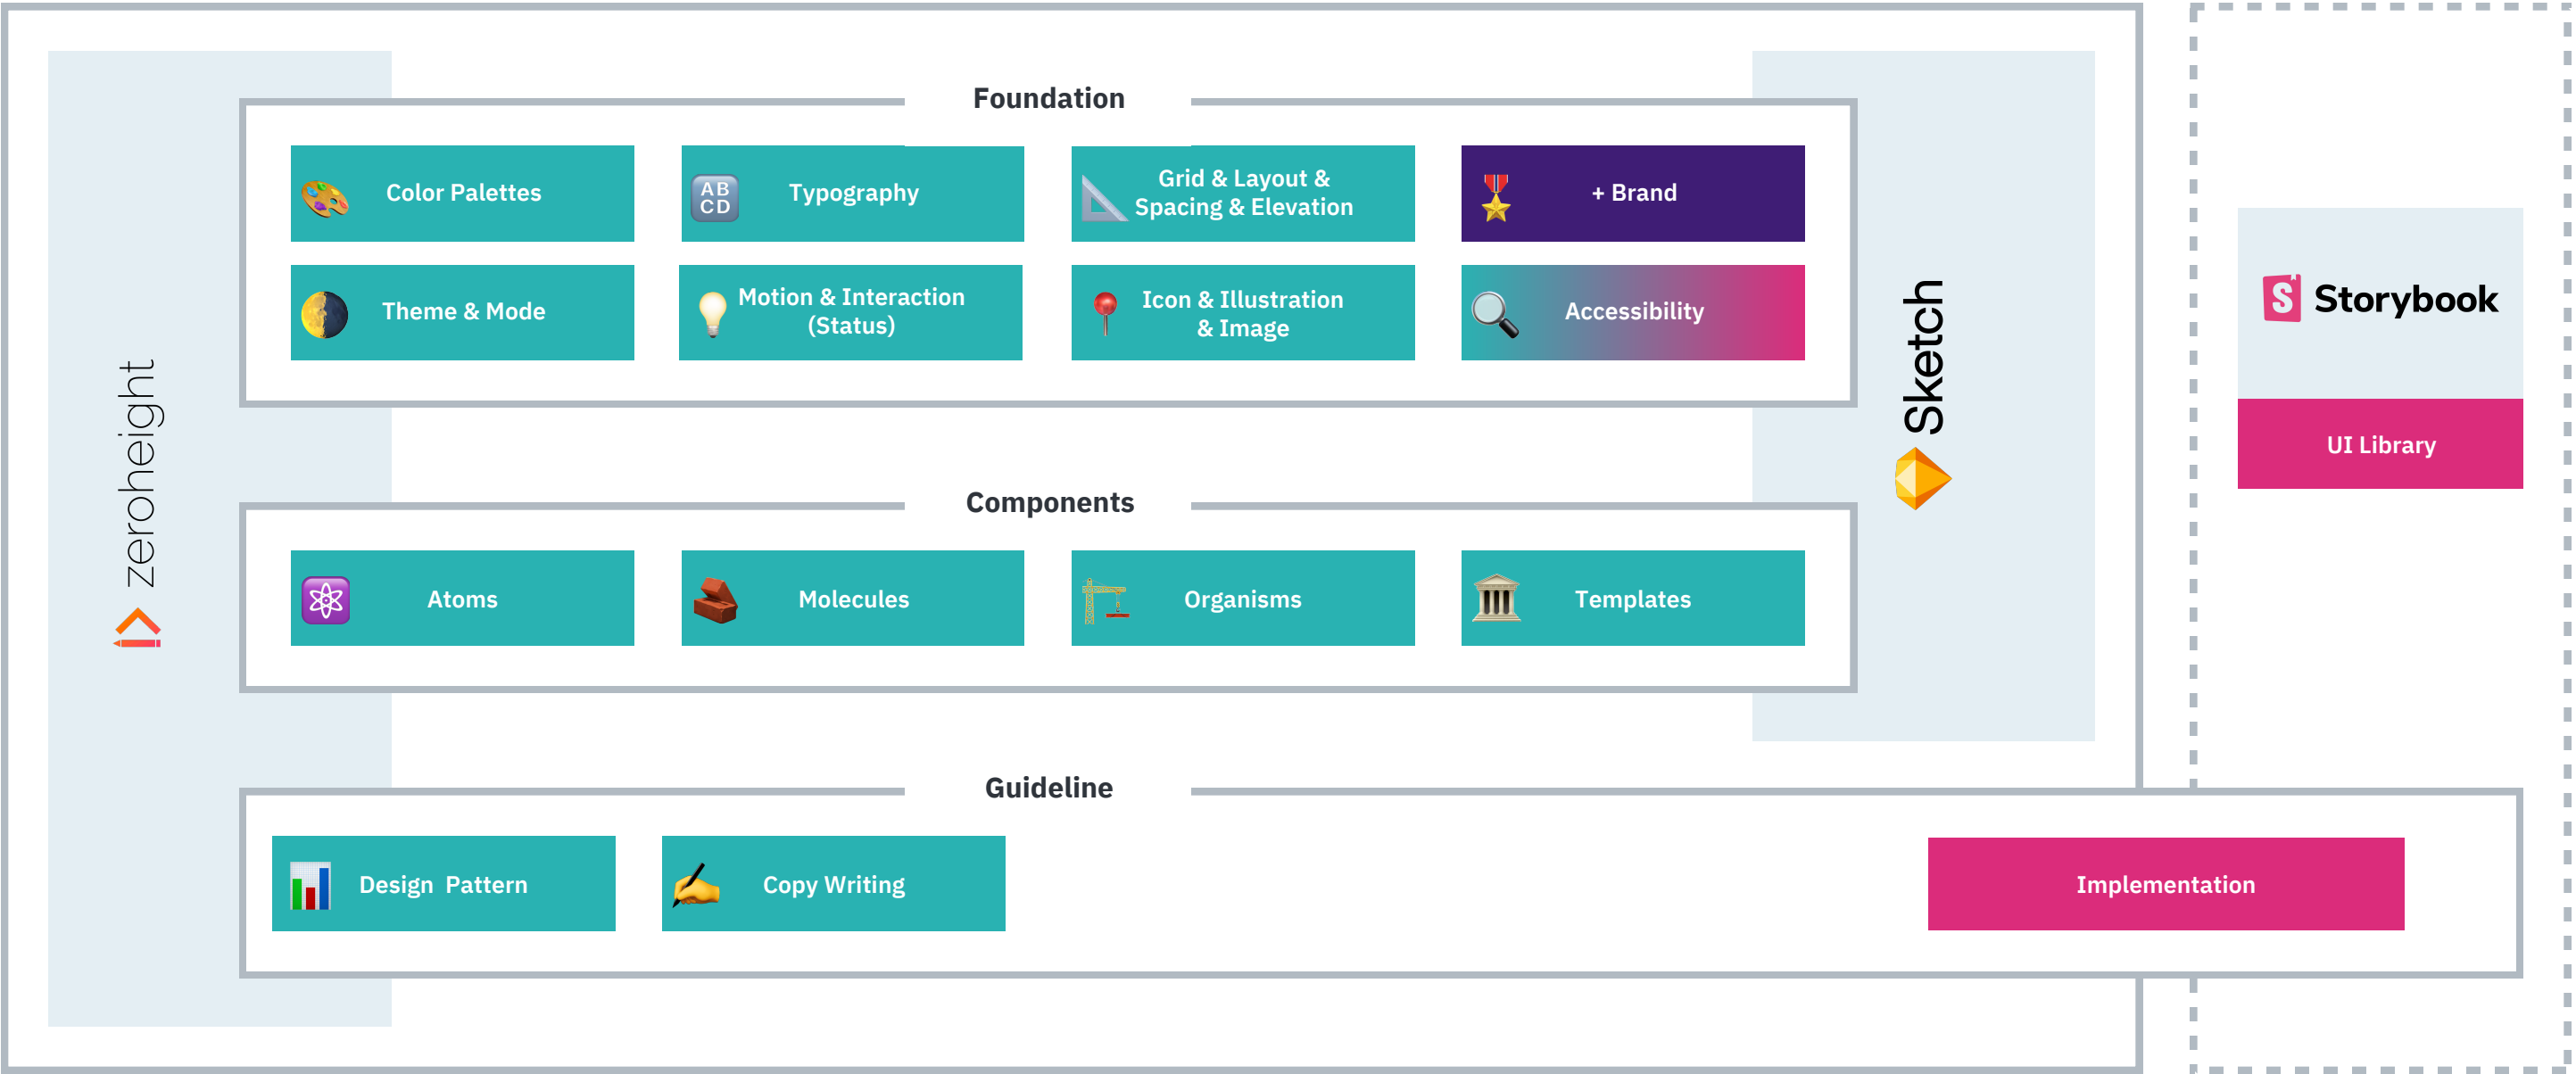 Foundation
Color Palettes
AB
CD
Typography
Grid & Layout &
Spacing & Elevation
+ Brand
Theme & Mode
Motion & Interaction
(Status)
Icon & Illustration
& Image
Accessibility
zeroheight
Sketch
S Storybook
UI Library
Components
Atoms
Molecules
Organisms
Templates
Guideline
Design Pattern
Copy Writing
Implementation